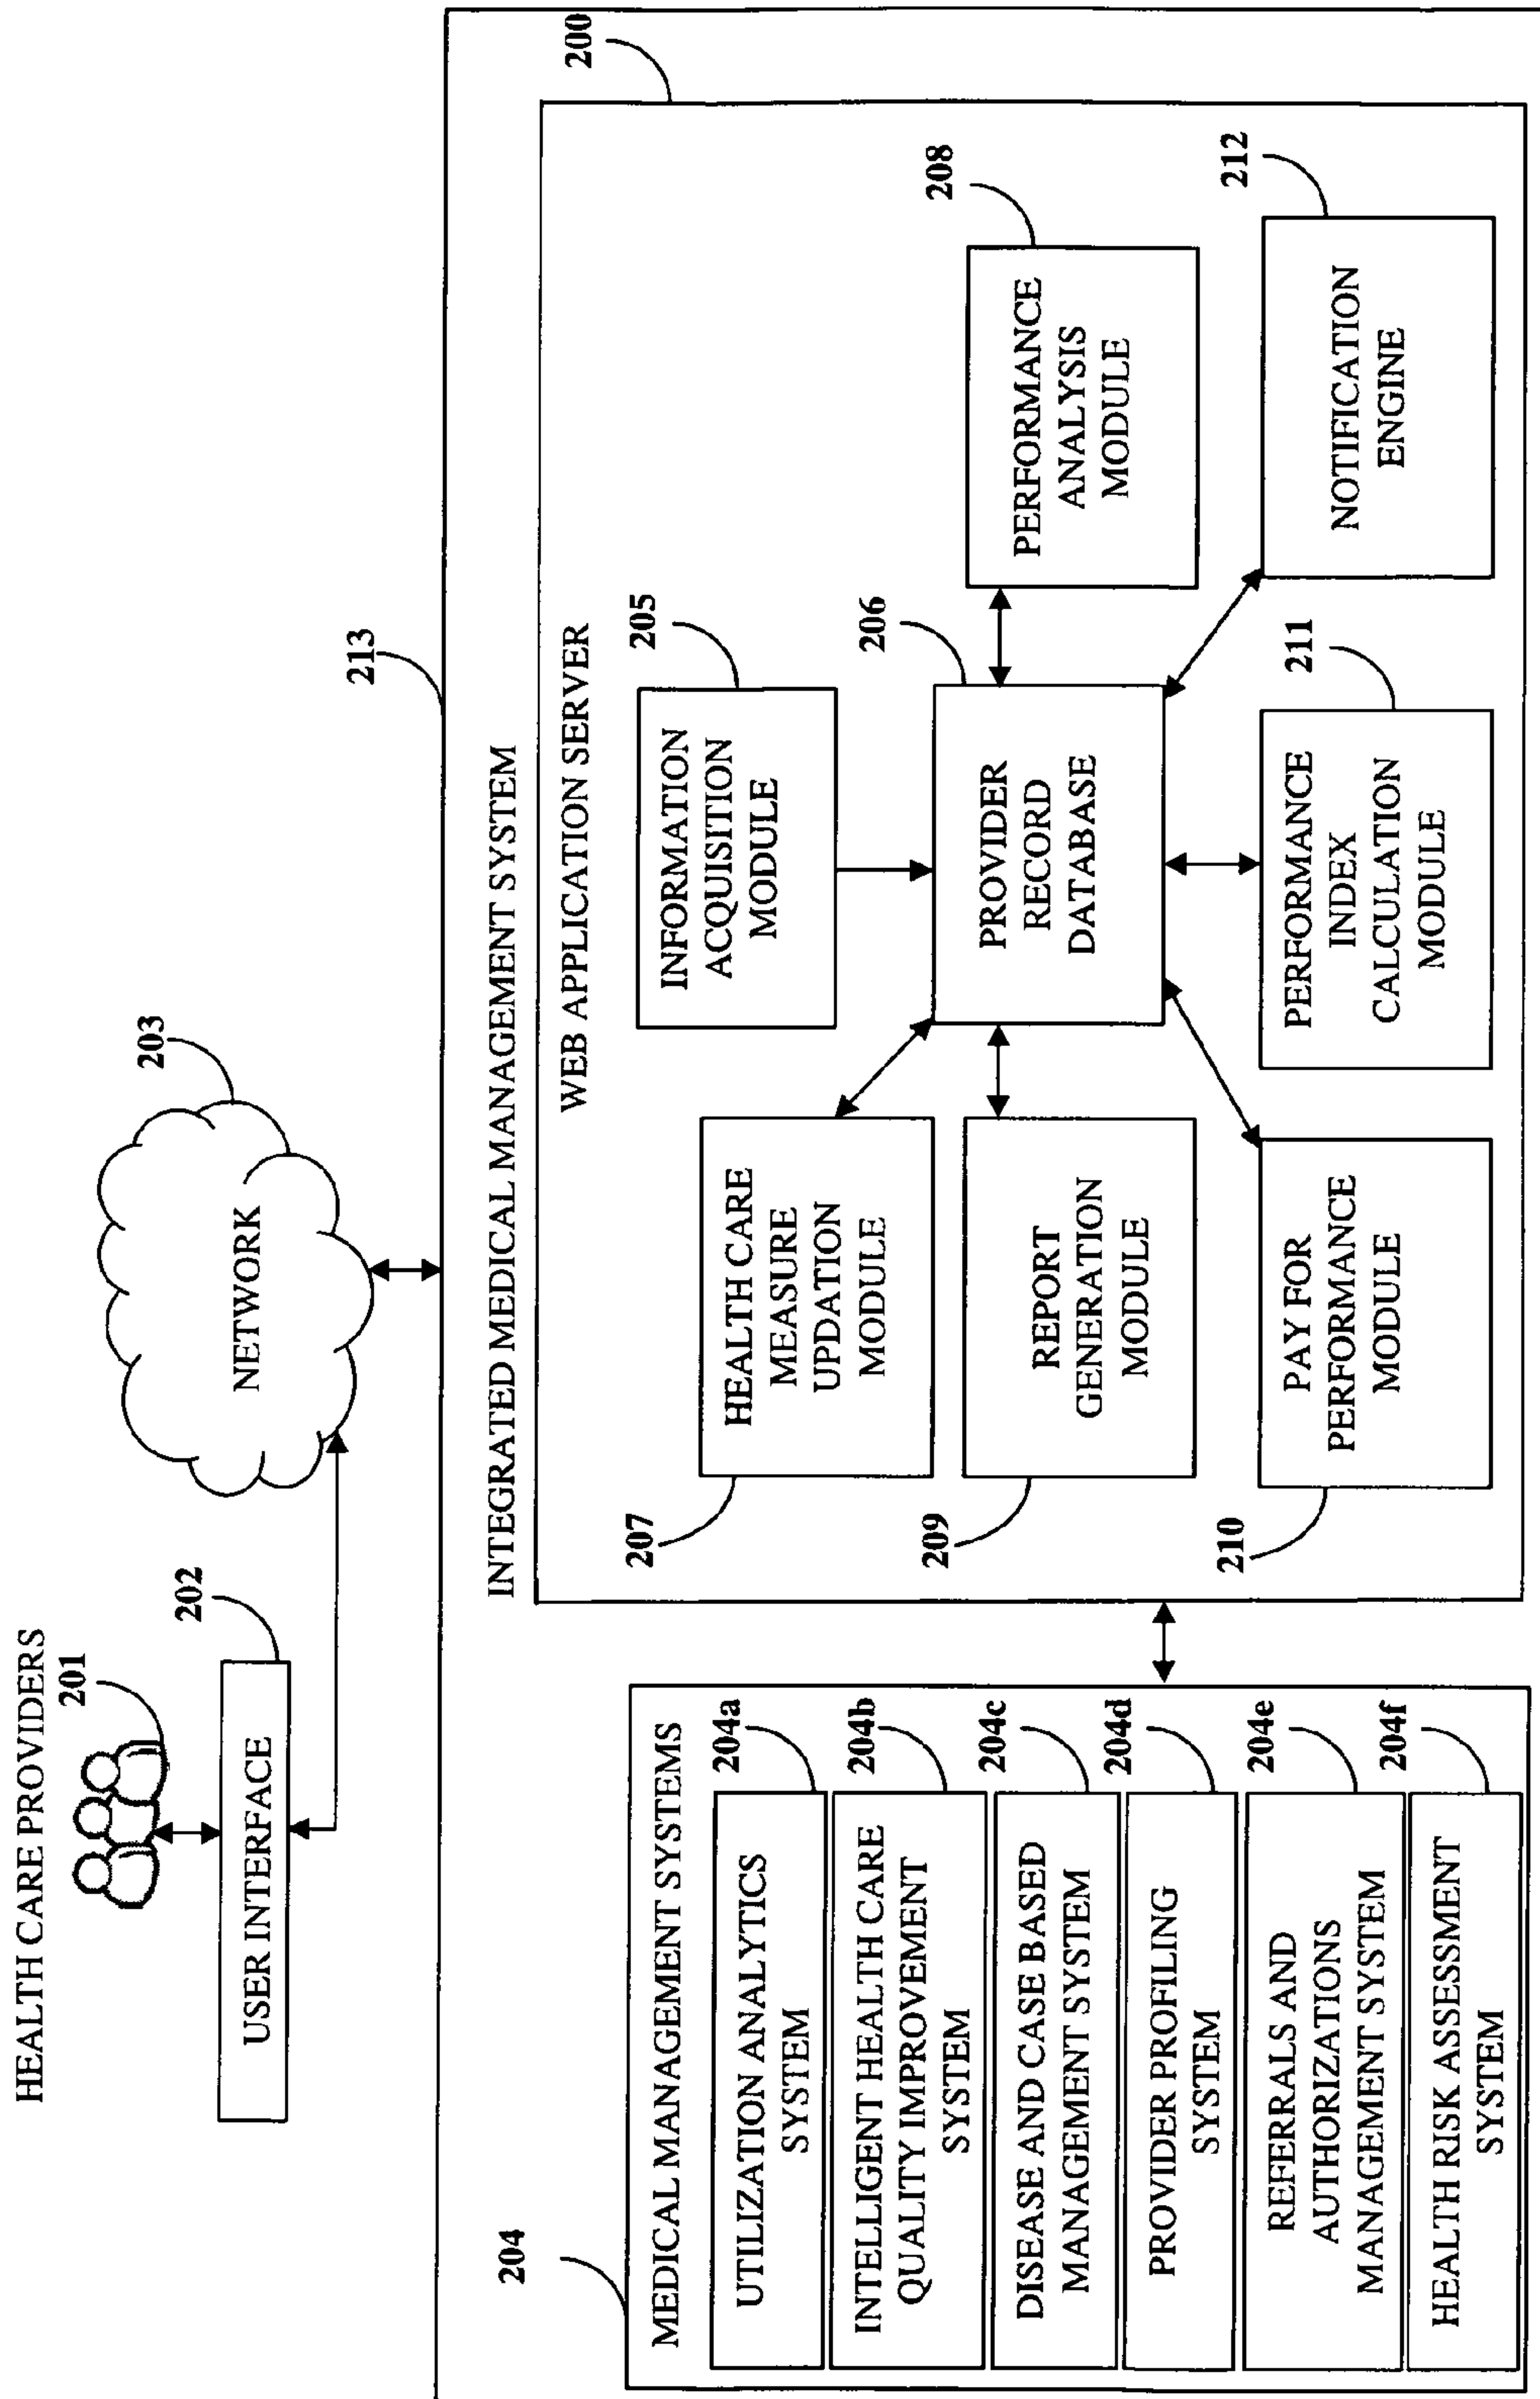 HEALTH CARE PROVIDERS
201
202
USER INTERFACE
203
NETWORK
213
INTEGRATED MEDICAL MANAGEMENT SYSTEM
204
MEDICAL MANAGEMENT SYSTEMS
204a
UTILIZATION ANALYTICS
SYSTEM
204b
INTELLIGENT HEALTH CARE
QUALITY IMPROVEMENT
SYSTEM
204c
DISEASE AND CASE BASED
MANAGEMENT SYSTEM
204d
PROVIDER PROFILING
SYSTEM
204e
REFERRALS AND
AUTHORIZATIONS
MANAGEMENT SYSTEM
204f
HEALTH RISK ASSESSMENT
SYSTEM
200
WEB APPLICATION SERVER
205
INFORMATION
ACQUISITION
MODULE
207
HEALTH CARE
MEASURE
UPDATION
MODULE
206
PROVIDER
RECORD
DATABASE
208
PERFORMANCE
ANALYSIS
MODULE
209
REPORT
GENERATION
MODULE
210
PAY FOR
PERFORMANCE
MODULE
211
PERFORMANCE
INDEX
CALCULATION
MODULE
212
NOTIFICATION
ENGINE